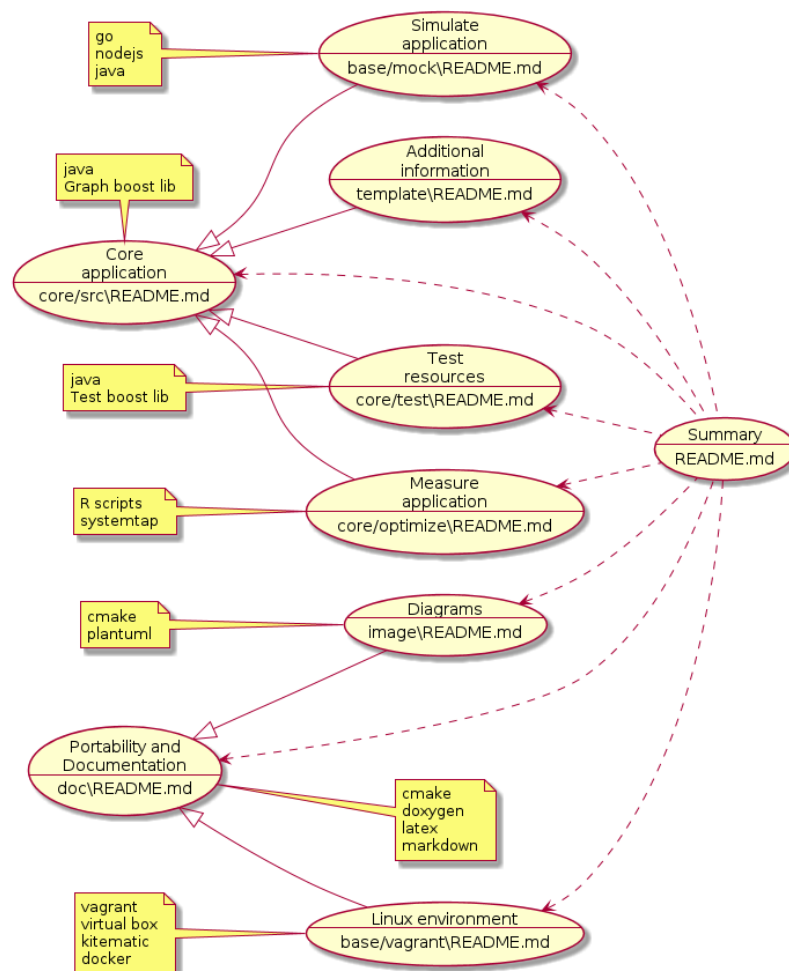 go
nodejs
java
Simulate
application
base/mock\README.md
java
Graph boost lib
Additional
information
template\README.md
Core
application
core/src\README.md
java
Test boost lib
Test
resources
core/test\README.md
Summary
README.md
R scripts
systemtap
Measure
application
core/optimize\README.md
cmake
plantuml
Diagrams
image\README.md
Portability and
Documentation
doc\README.md
cmake
doxygen
latex
markdown
vagrant
virtual box
kitematic
docker
Linux environment
base/vagrant\README.md